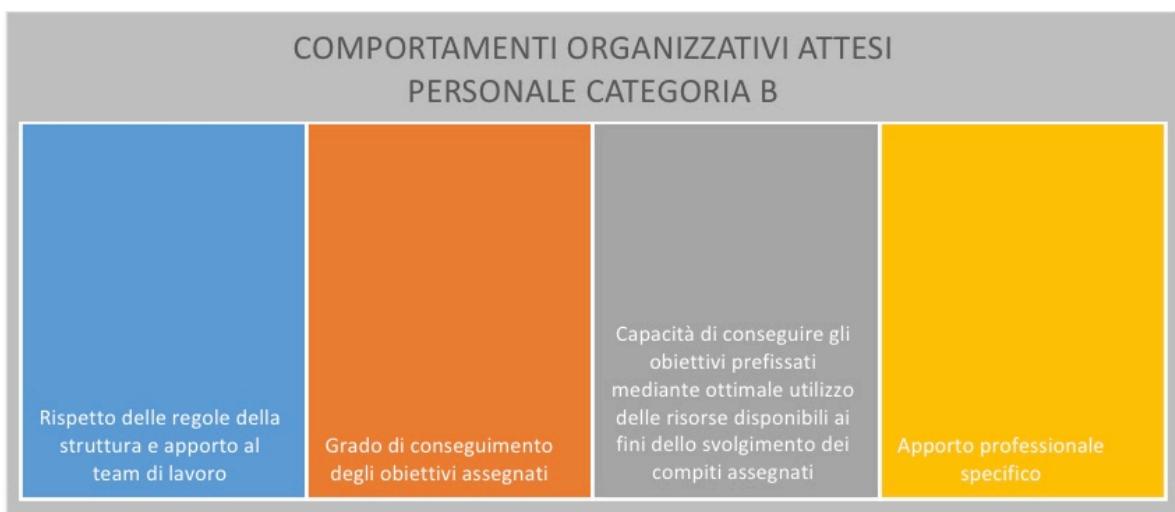 COMPORTAMENTI ORGANIZZATIVI ATTESI
PERSONALE CATEGORIA B
Rispetto delle regole della
struttura e apporto al
team di lavoro
Grado di conseguimento
degli obiettivi assegnati
Capacità di conseguire gli
obiettivi prefissati
mediante ottimale utilizzo
delle risorse disponibili ai
fini dello svolgimento dei
compiti assegnati
Apporto professionale
specifico